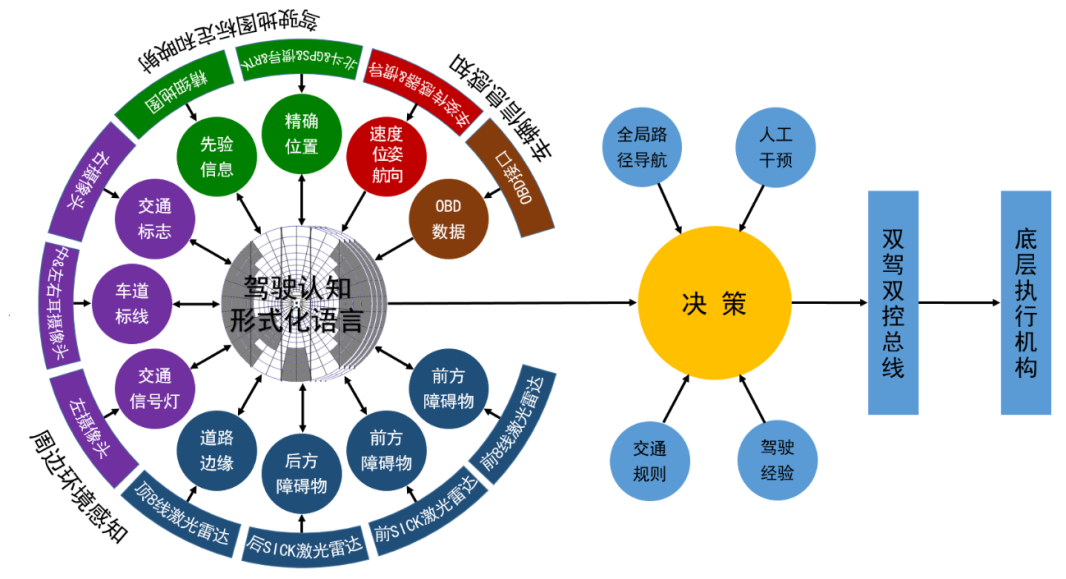 驾驶地图标定和映射
车辆信息感知
周边环境感知
精细地图
北斗&GPS&惯导&RTK
车姿传感器&惯导
OBD接口
右摄像头
中&左右耳摄像头
左摄像头
顶8线激光雷达
后SICK激光雷达
前SICK激光雷达
前8线激光雷达
先验
信息
精确
位置
速度
位姿
航向
OBD
数据
交通
标志
车道
标线
交通
信号灯
道路
边缘
后方
障碍物
前方
障碍物
前方
障碍物
驾驶认知
形式化语言
全局路
径导航
人工
干预
决 策
交通
规则
驾驶
经验
双驾双控总线
底层执行机构